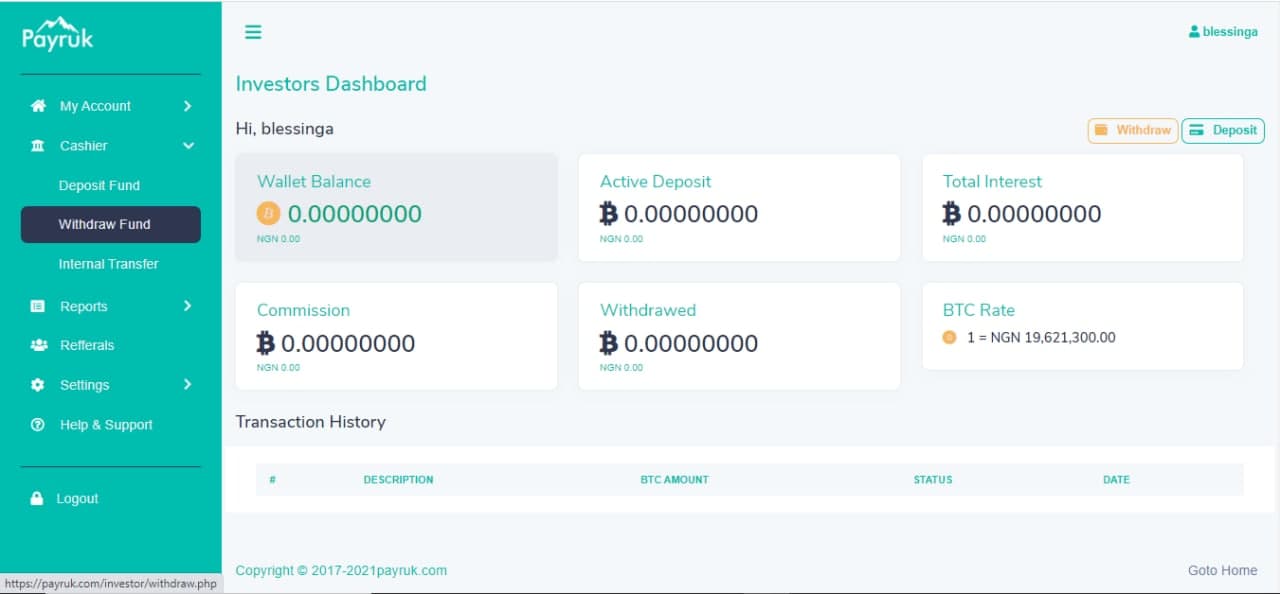 Payruk
blessinga
My Account
Cashier
Deposit Fund
Withdraw Fund
Internal Transfer
Reports
Refferals
Settings
Help & Support
Logout
Investors Dashboard
Hi, blessinga
Withdraw Deposit
Wallet Balance
0.00000000
NGN 0.00
Active Deposit
₿ 0.00000000
NGN 0.00
Total Interest
₿ 0.00000000
NGN 0.00
Commission
₿ 0.00000000
NGN 0.00
Withdrawed
₿ 0.00000000
NGN 0.00
BTC Rate
1 = NGN 19,621,300.00
Transaction History
# DESCRIPTION BTC AMOUNT STATUS DATE
Copyright © 2017-2021payruk.com Goto Home
https://payruk.com/investor/withdraw.php